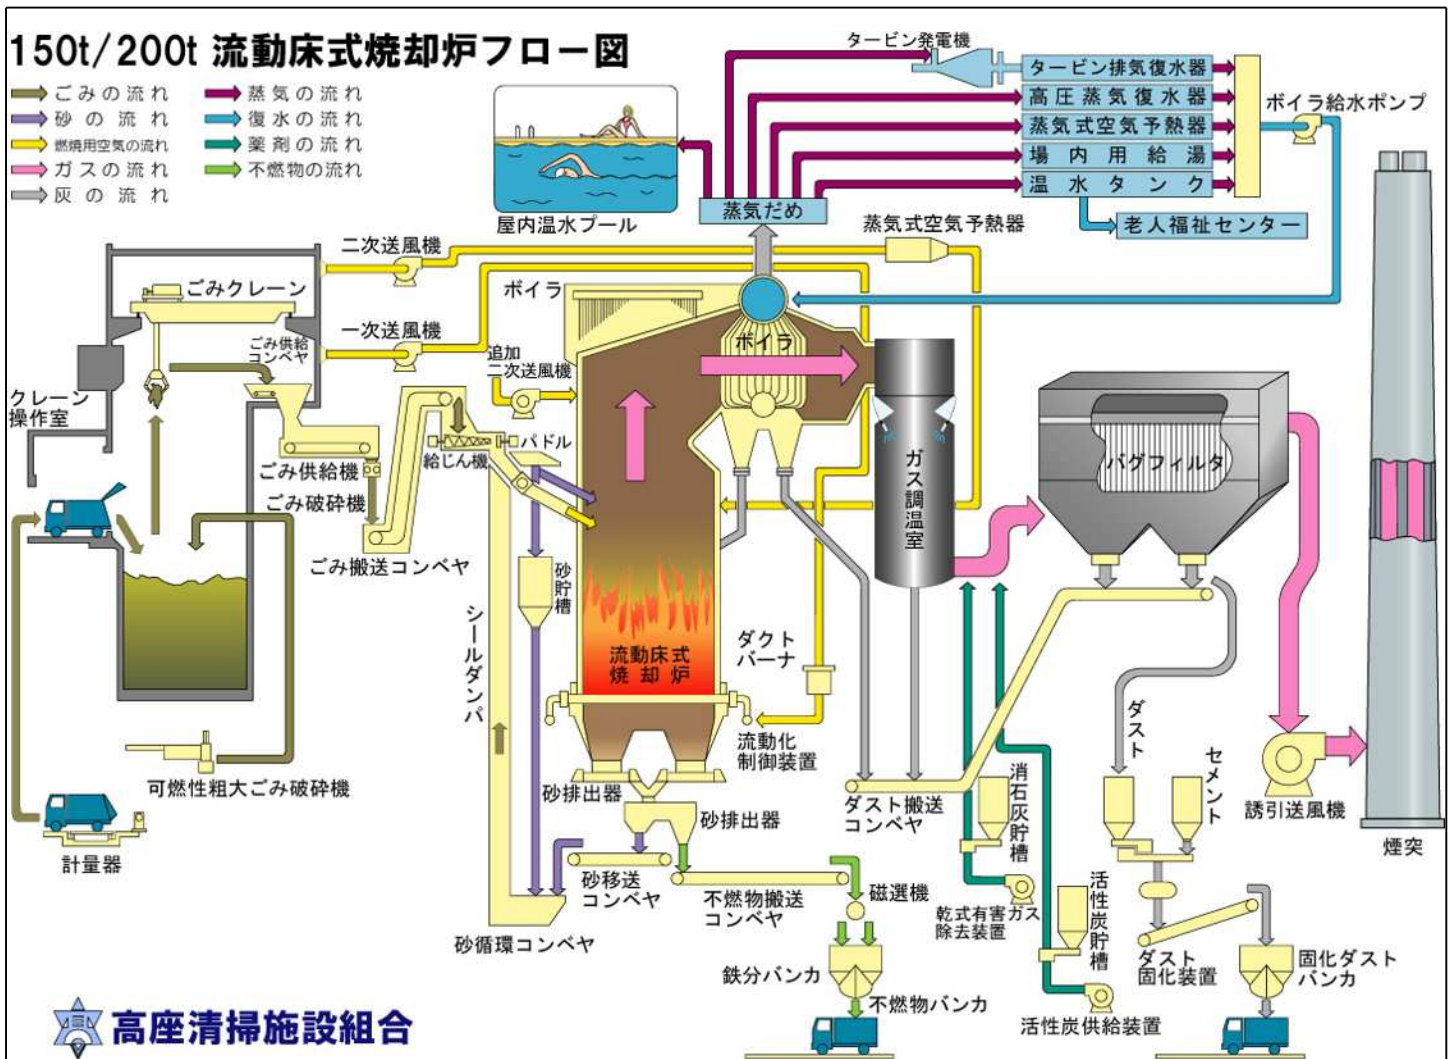 150t/200t 流動床式焼却炉フロー図
ごみの流れ
砂の流れ
燃焼用空気の流れ
ガスの流れ
灰の流れ
蒸気の流れ
復水の流れ
薬剤の流れ
不燃物の流れ
屋内温水プール
タービン発電機
タービン排気復水器
高圧蒸気復水器
蒸気式空気予熱器
場内用給湯
温水タンク
ボイラ給水ポンプ
蒸気だめ
老人福祉センター
蒸気式空気予熱器
二次送風機
ごみクレーン
ボイラ
一次送風機
ごみ供給
コンベヤ
追加
二次送風機
ボイラ
クレーン
操作室
パドル
給じん機
ごみ供給機
ごみ破砕機
ごみ搬送コンベヤ
ガス調温室
バグフィルタ
砂貯槽
シールダンパ
流動床式
焼却炉
ダクト
バーナ
流動化
制御装置
ダスト
セメント
可燃性粗大ごみ破砕機
砂排出器
砂排出器
ダスト搬送
コンベヤ
消石灰貯槽
誘引送風機
煙突
計量器
砂移送
コンベヤ
不燃物搬送
コンベヤ
磁選機
乾式有害ガス
除去装置
活性炭貯槽
砂循環コンベヤ
鉄分バンカ
不燃物バンカ
ダスト
固化装置
固化ダスト
バンカ
活性炭供給装置
高座清掃施設組合